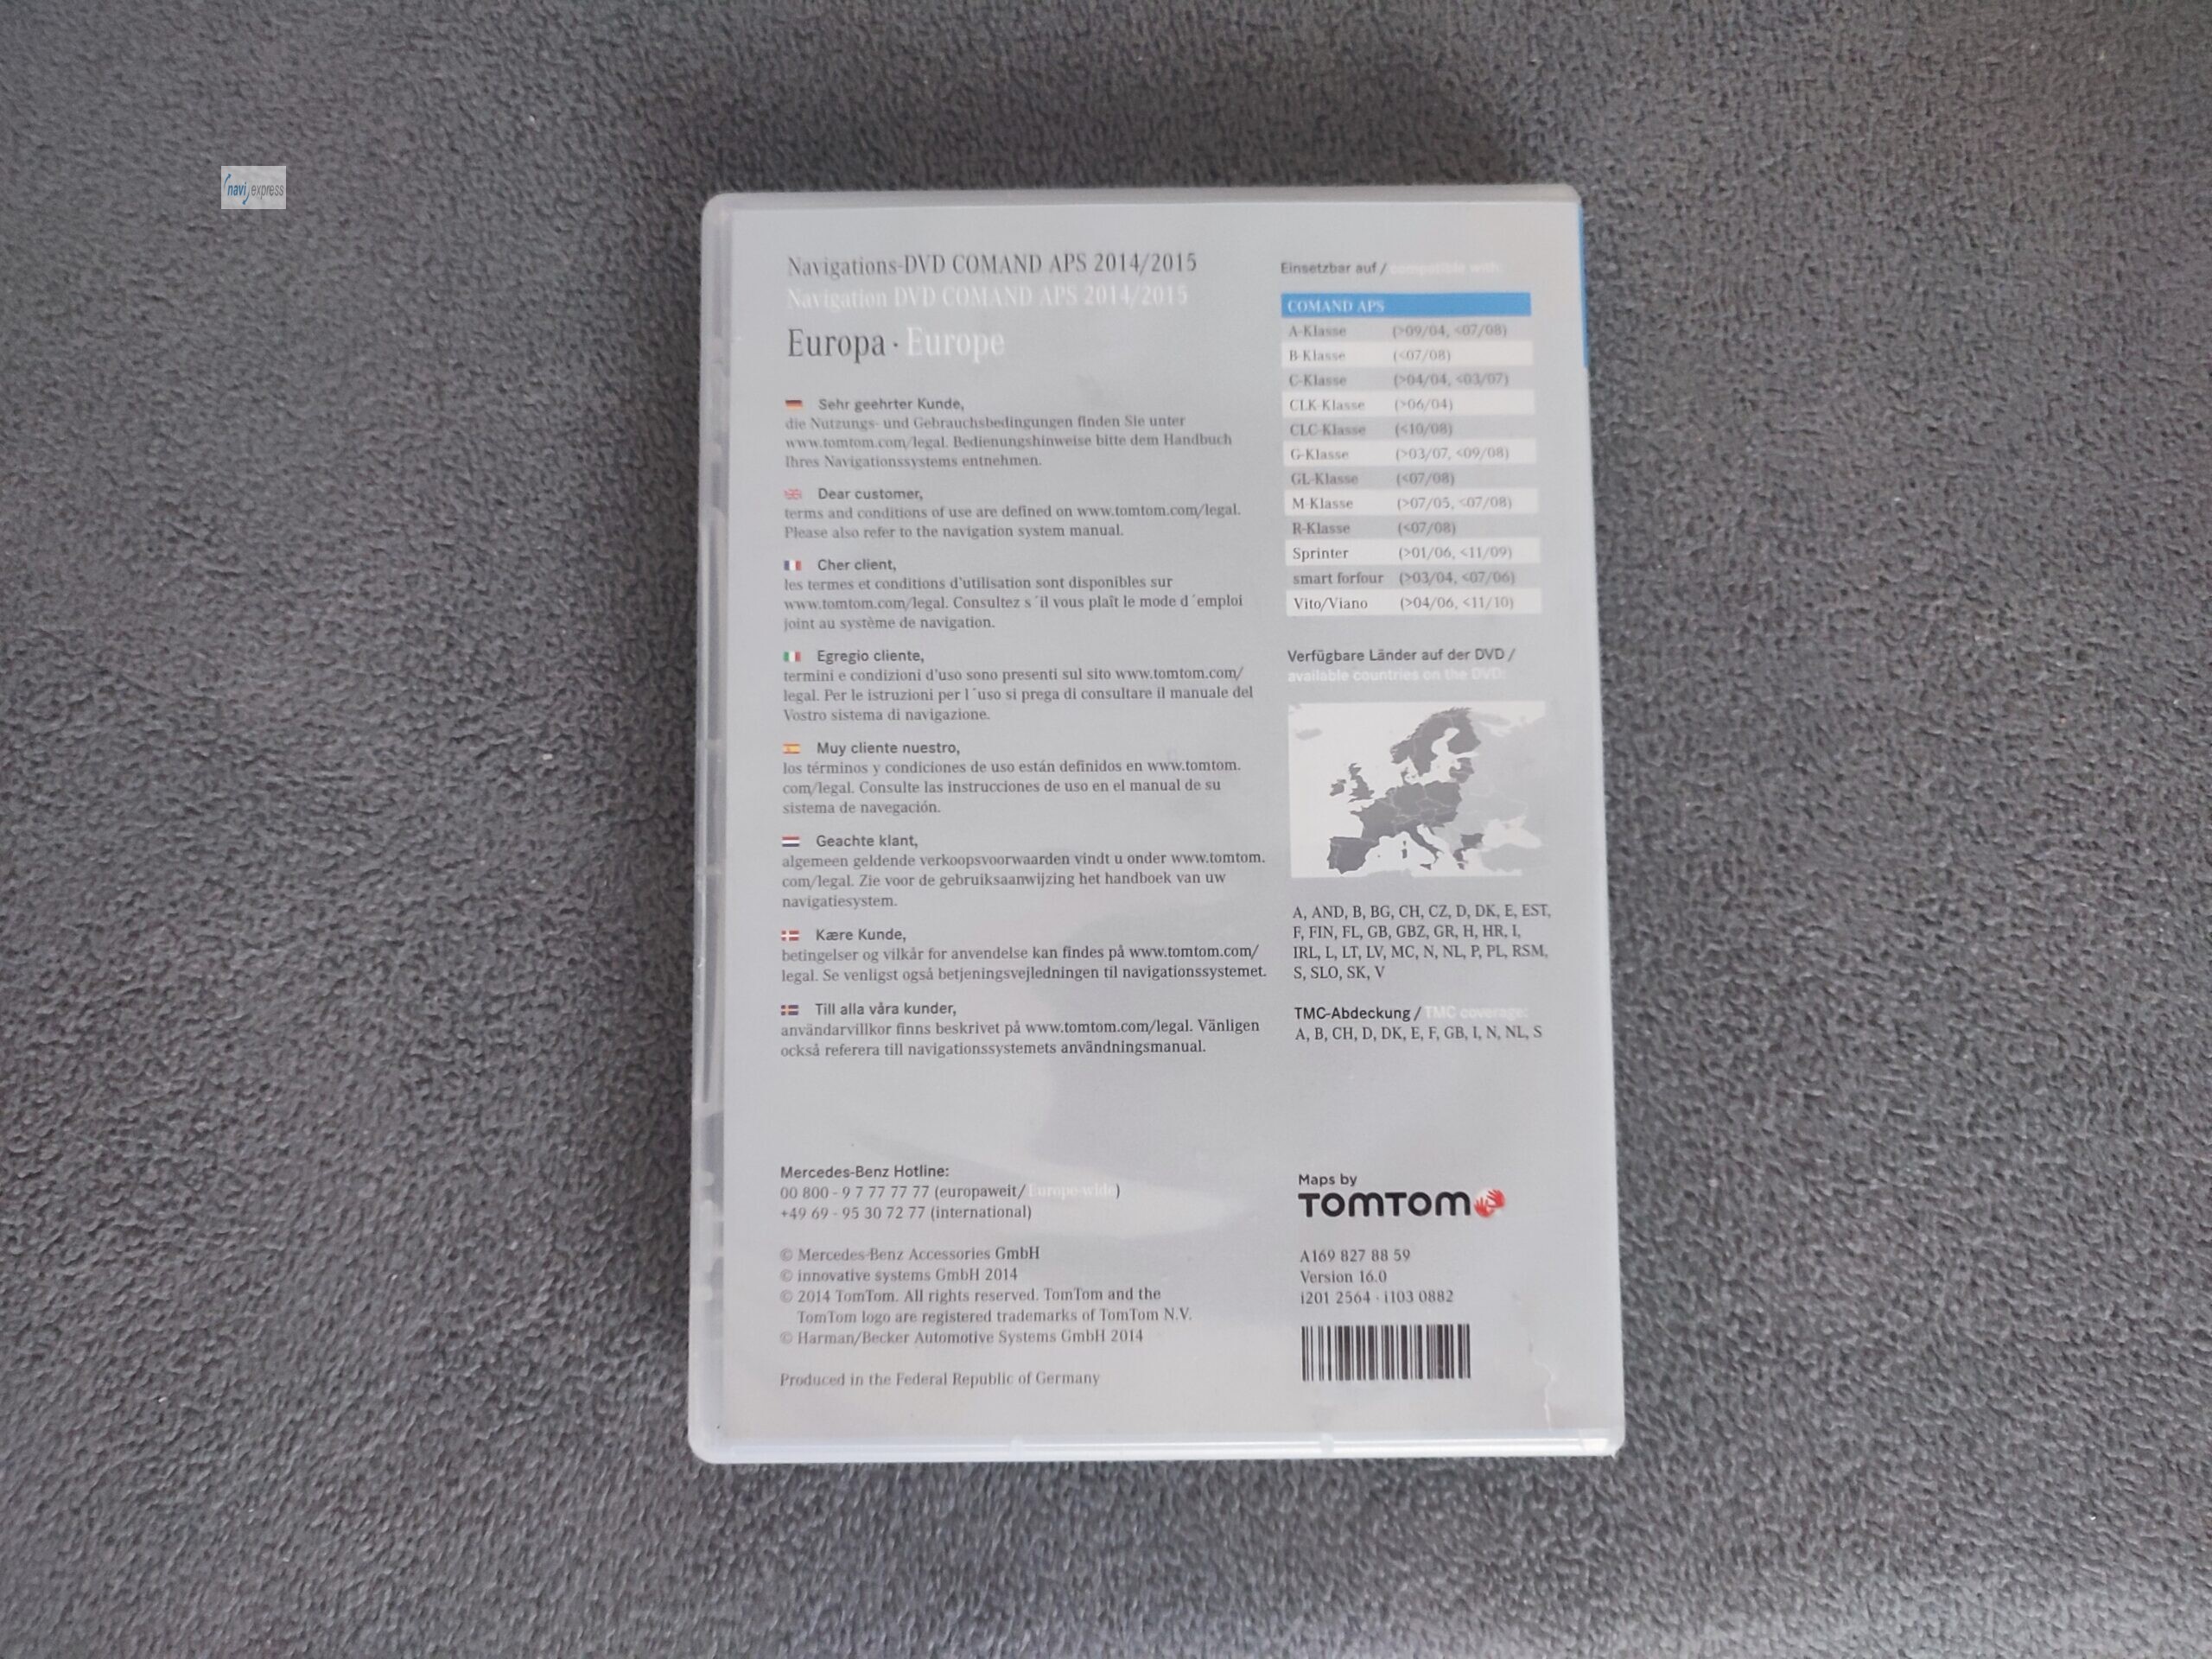 navi express
Navigations-DVD COMAND APS 2014/2015
Navigation DVD COMAND APS 2014/2015
Europa · Europe
Sehr geehrter Kunde,
die Nutzungs- und Gebrauchsbedingungen finden Sie unter
www.tomtom.com/legal. Bedienungshinweise bitte dem Handbuch
Ihres Navigationssystems entnehmen.
Dear customer,
terms and conditions of use are defined on www.tomtom.com/legal.
Please also refer to the navigation system manual.
Cher client,
les termes et conditions d'utilisation sont disponibles sur
www.tomtom.com/legal. Consultez s´il vous plaît le mode d´emploi
joint au système de navigation.
Egregio cliente,
termini e condizioni d'uso sono presenti sul sito www.tomtom.com/
legal. Per le istruzioni per l´uso si prega di consultare il manuale del
Vostro sistema di navigazione.
Muy cliente nuestro,
los términos y condiciones de uso están definidos en www.tomtom.
com/legal. Consulte las instrucciones de uso en el manual de su
sistema de navegación.
Geachte klant,
algemeen geldende verkoopsvoorwaarden vindt u onder www.tomtom.
com/legal. Zie voor de gebruiksaanwijzing het handboek van uw
navigatiesystem.
Kære Kunde,
betingelser og vilkår for anvendelse kan findes på www.tomtom.com/
legal. Se venligst også betjeningsvejledningen til navigationssystemet.
Till alla våra kunder,
användarvillkor finns beskrivet på www.tomtom.com/legal. Vänligen
också referera till navigationssystemets användningsmanual.
Mercedes-Benz Hotline:
00 800 - 9 7 77 77 77 (europaweit/ Europe-wide)
+49 69 - 95 30 72 77 (international)
© Mercedes-Benz Accessories GmbH
© innovative systems GmbH 2014
© 2014 TomTom. All rights reserved. TomTom and the
TomTom logo are registered trademarks of TomTom N.V.
© Harman/Becker Automotive Systems GmbH 2014
Produced in the Federal Republic of Germany
Einsetzbar auf / compatible with:
COMAND APS
A-Klasse (>09/04, <07/08)
B-Klasse (<07/08)
C-Klasse (>04/04, <03/07)
CLK-Klasse (>06/04)
CLC-Klasse (<10/08)
G-Klasse (>03/07, <09/08)
GL-Klasse (<07/08)
M-Klasse (>07/05, <07/08)
R-Klasse (<07/08)
Sprinter (>01/06, <11/09)
smart forfour (>03/04, <07/06)
Vito/Viano (>04/06, <11/10)
Verfügbare Länder auf der DVD /
available countries on the DVD:
A, AND, B, BG, CH, CZ, D, DK, E, EST,
F, FIN, FL, GB, GBZ, GR, H, HR, I,
IRL, L, LT, LV, MC, N, NL, P, PL, RSM,
S, SLO, SK, V
TMC-Abdeckung / TMC coverage:
A, B, CH, D, DK, E, F, GB, I, N, NL, S
Maps by
TOMTOM
A169 827 88 59
Version 16.0
i201 2564 · i103 0882